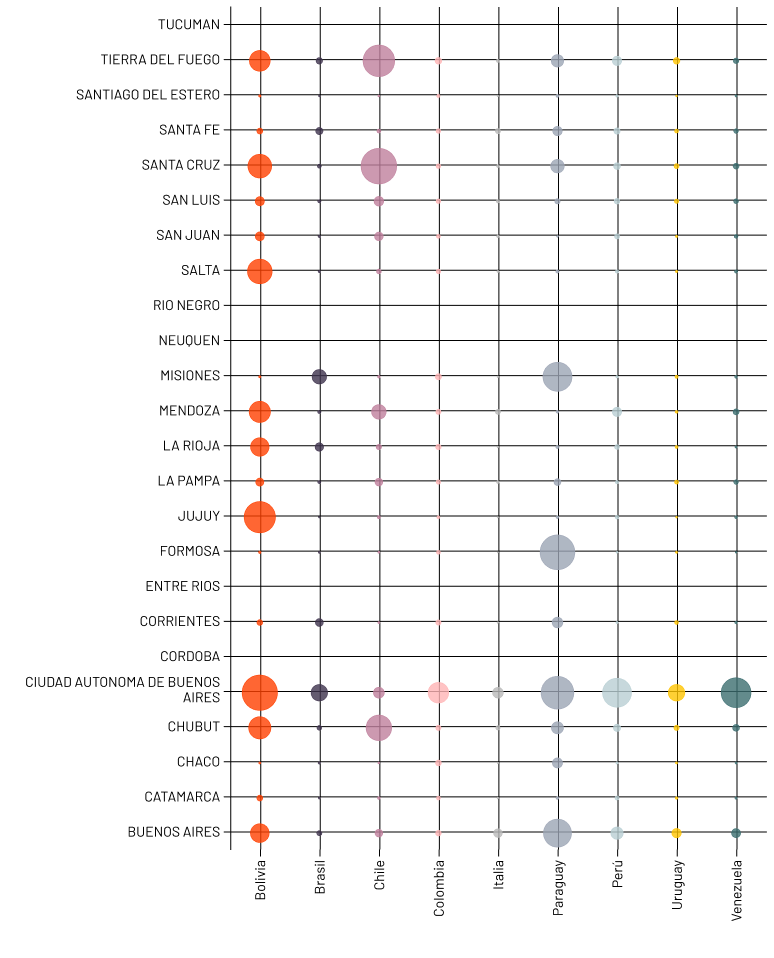 TUCUMAN
TIERRA DEL FUEGO
SANTIAGO DEL ESTERO
SANTA FE
SANTA CRUZ
SAN LUIS
SAN JUAN
SALTA
RIO NEGRO
NEUQUEN
MISIONES
MENDOZA
LA RIOJA
LA PAMPA
JUJUY
FORMOSA
ENTRE RIOS
CORRIENTES
CORDOBA
CIUDAD AUTONOMA DE BUENOS
AIRES
CHUBUT
CHACO
CATAMARCA
BUENOS AIRES
Bolivia
Brasil
Chile
Colombia
Italia
Paraguay
Perú
Uruguay
Venezuela